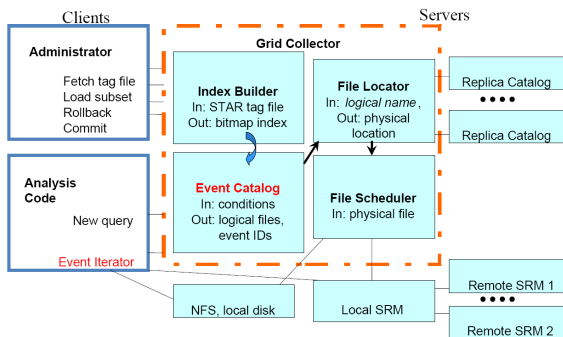 Clients
Servers
Administrator
Fetch tag file
Load subset
Rollback
Commit
Grid Collector
Index Builder
In: STAR tag file
Out: bitmap index
File Locator
In: logical name,
Out: physical
location
Replica Catalog
Replica Catalog
Analysis
Code
New query
Event Iterator
Event Catalog
In: conditions
Out: logical files,
event IDs
File Scheduler
In: physical file
NFS, local disk
Local SRM
Remote SRM 1
Remote SRM 2